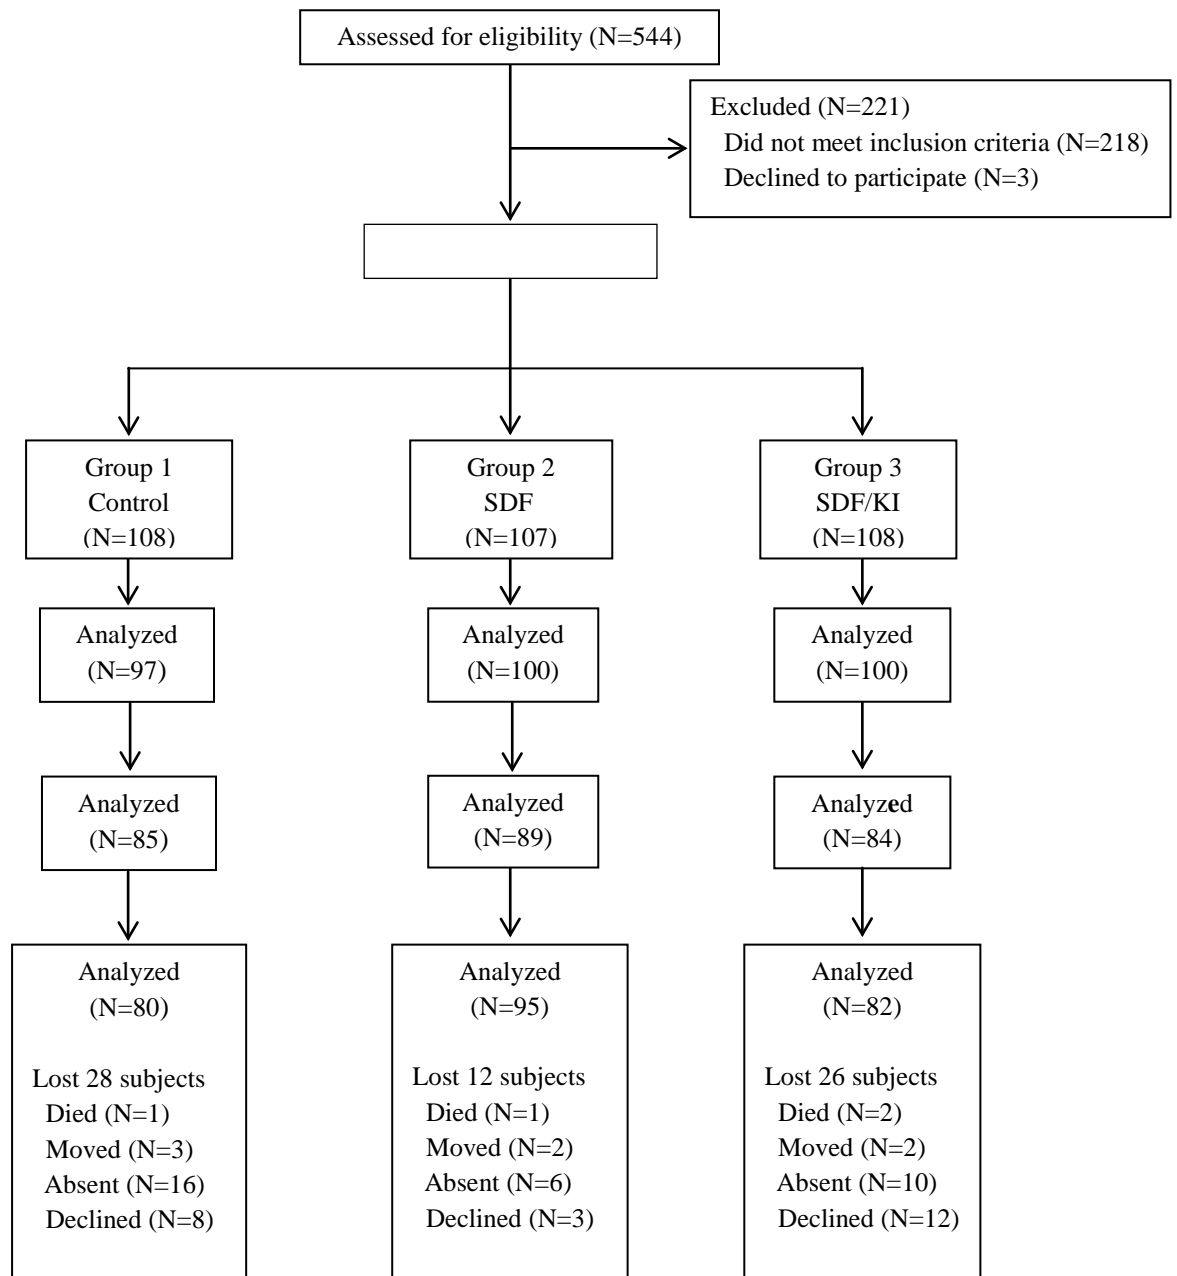 Assessed for eligibility (N=544)
Excluded (N=221)
Did not meet inclusion criteria (N=218)
Declined to participate (N=3)
Group 1
Control
(N=108)
Group 2
SDF
(N=107)
Group 3
SDF/KI
(N=108)
Analyzed
(N=97)
Analyzed
(N=100)
Analyzed
(N=100)
Analyzed
(N=85)
Analyzed
(N=89)
Analyzed
(N=84)
Analyzed
(N=80)
Lost 28 subjects
Died (N=1)
Moved (N=3)
Absent (N=16)
Declined (N=8)
Analyzed
(N=95)
Lost 12 subjects
Died (N=1)
Moved (N=2)
Absent (N=6)
Declined (N=3)
Analyzed
(N=82)
Lost 26 subjects
Died (N=2)
Moved (N=2)
Absent (N=10)
Declined (N=12)